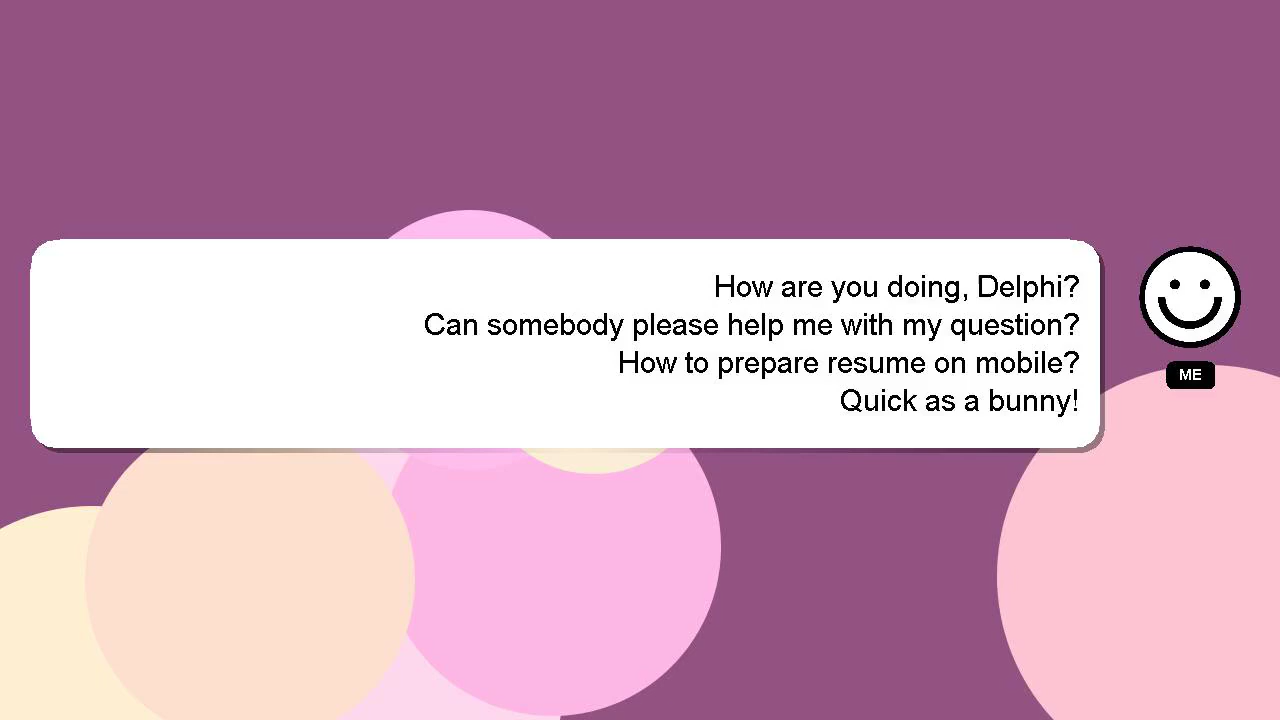 How are you doing, Delphi?
Can somebody please help me with my question?
How to prepare resume on mobile?
Quick as a bunny!
ME